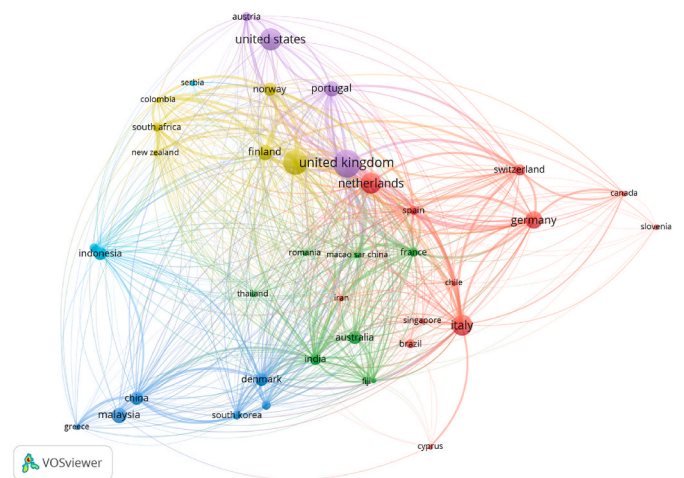 austria
united states
serbia
norway
portugal
colombia
south africa
new zealand
finland
united kingdom
netherlands
switzerland
canada
spain
germany
slovenia
indonesia
romania
macao sar china
france
chile
thailand
iran
singapore
italy
australia
brazil
india
denmark
fiji
china
malaysia
south korea
greece
cyprus
VOSviewer